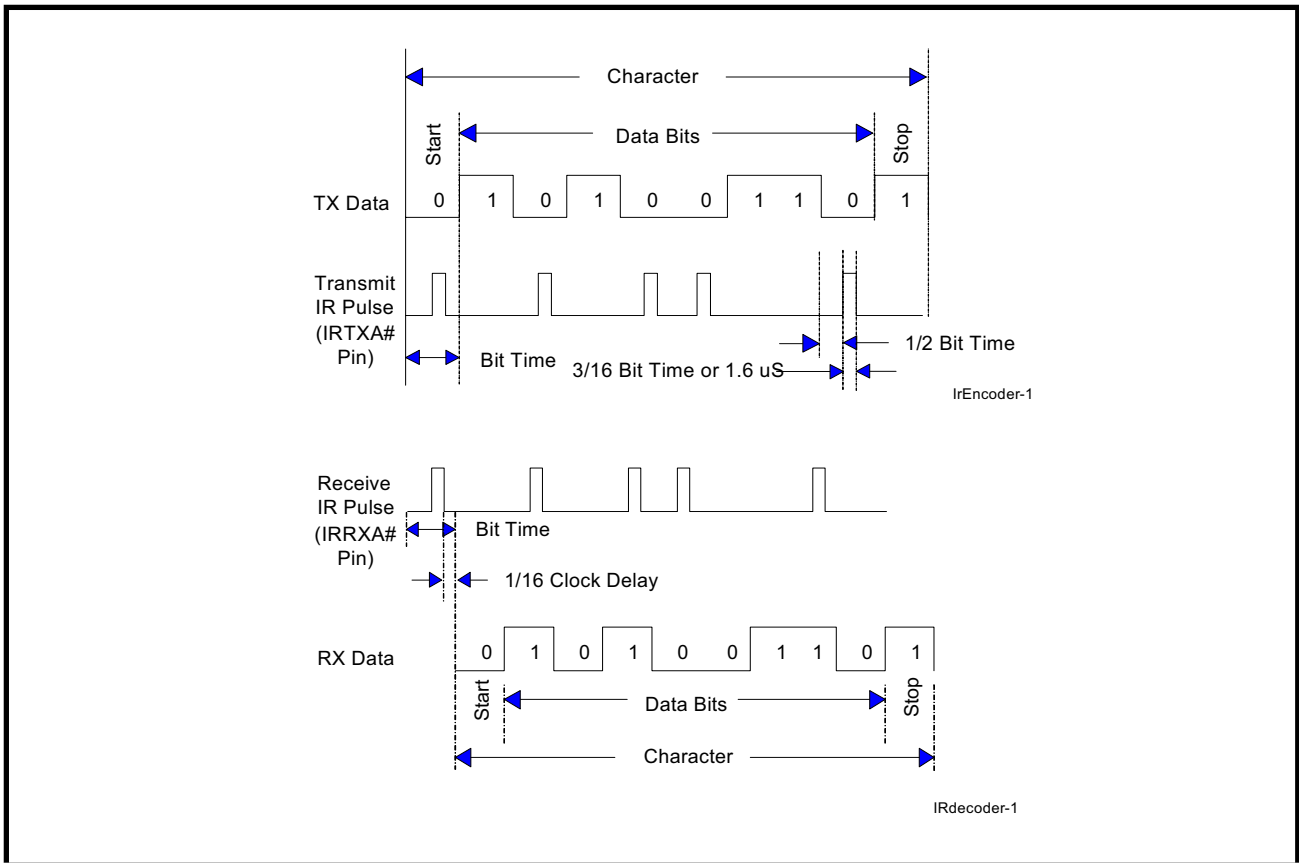 Character
Start
Data Bits
Stop
TX Data
0 1 0 1 0 0 1 1 0 1
Transmit
IR Pulse
(IRTXA#
Pin)
1/2 Bit Time
Bit Time
3/16 Bit Time or 1.6 uS
IrEncoder-1
Receive
IR Pulse
(IRRXA#
Pin)
Bit Time
1/16 Clock Delay
RX Data
0 1 0 1 0 0 1 1 0 1
Start
Data Bits
Stop
Character
IRdecoder-1